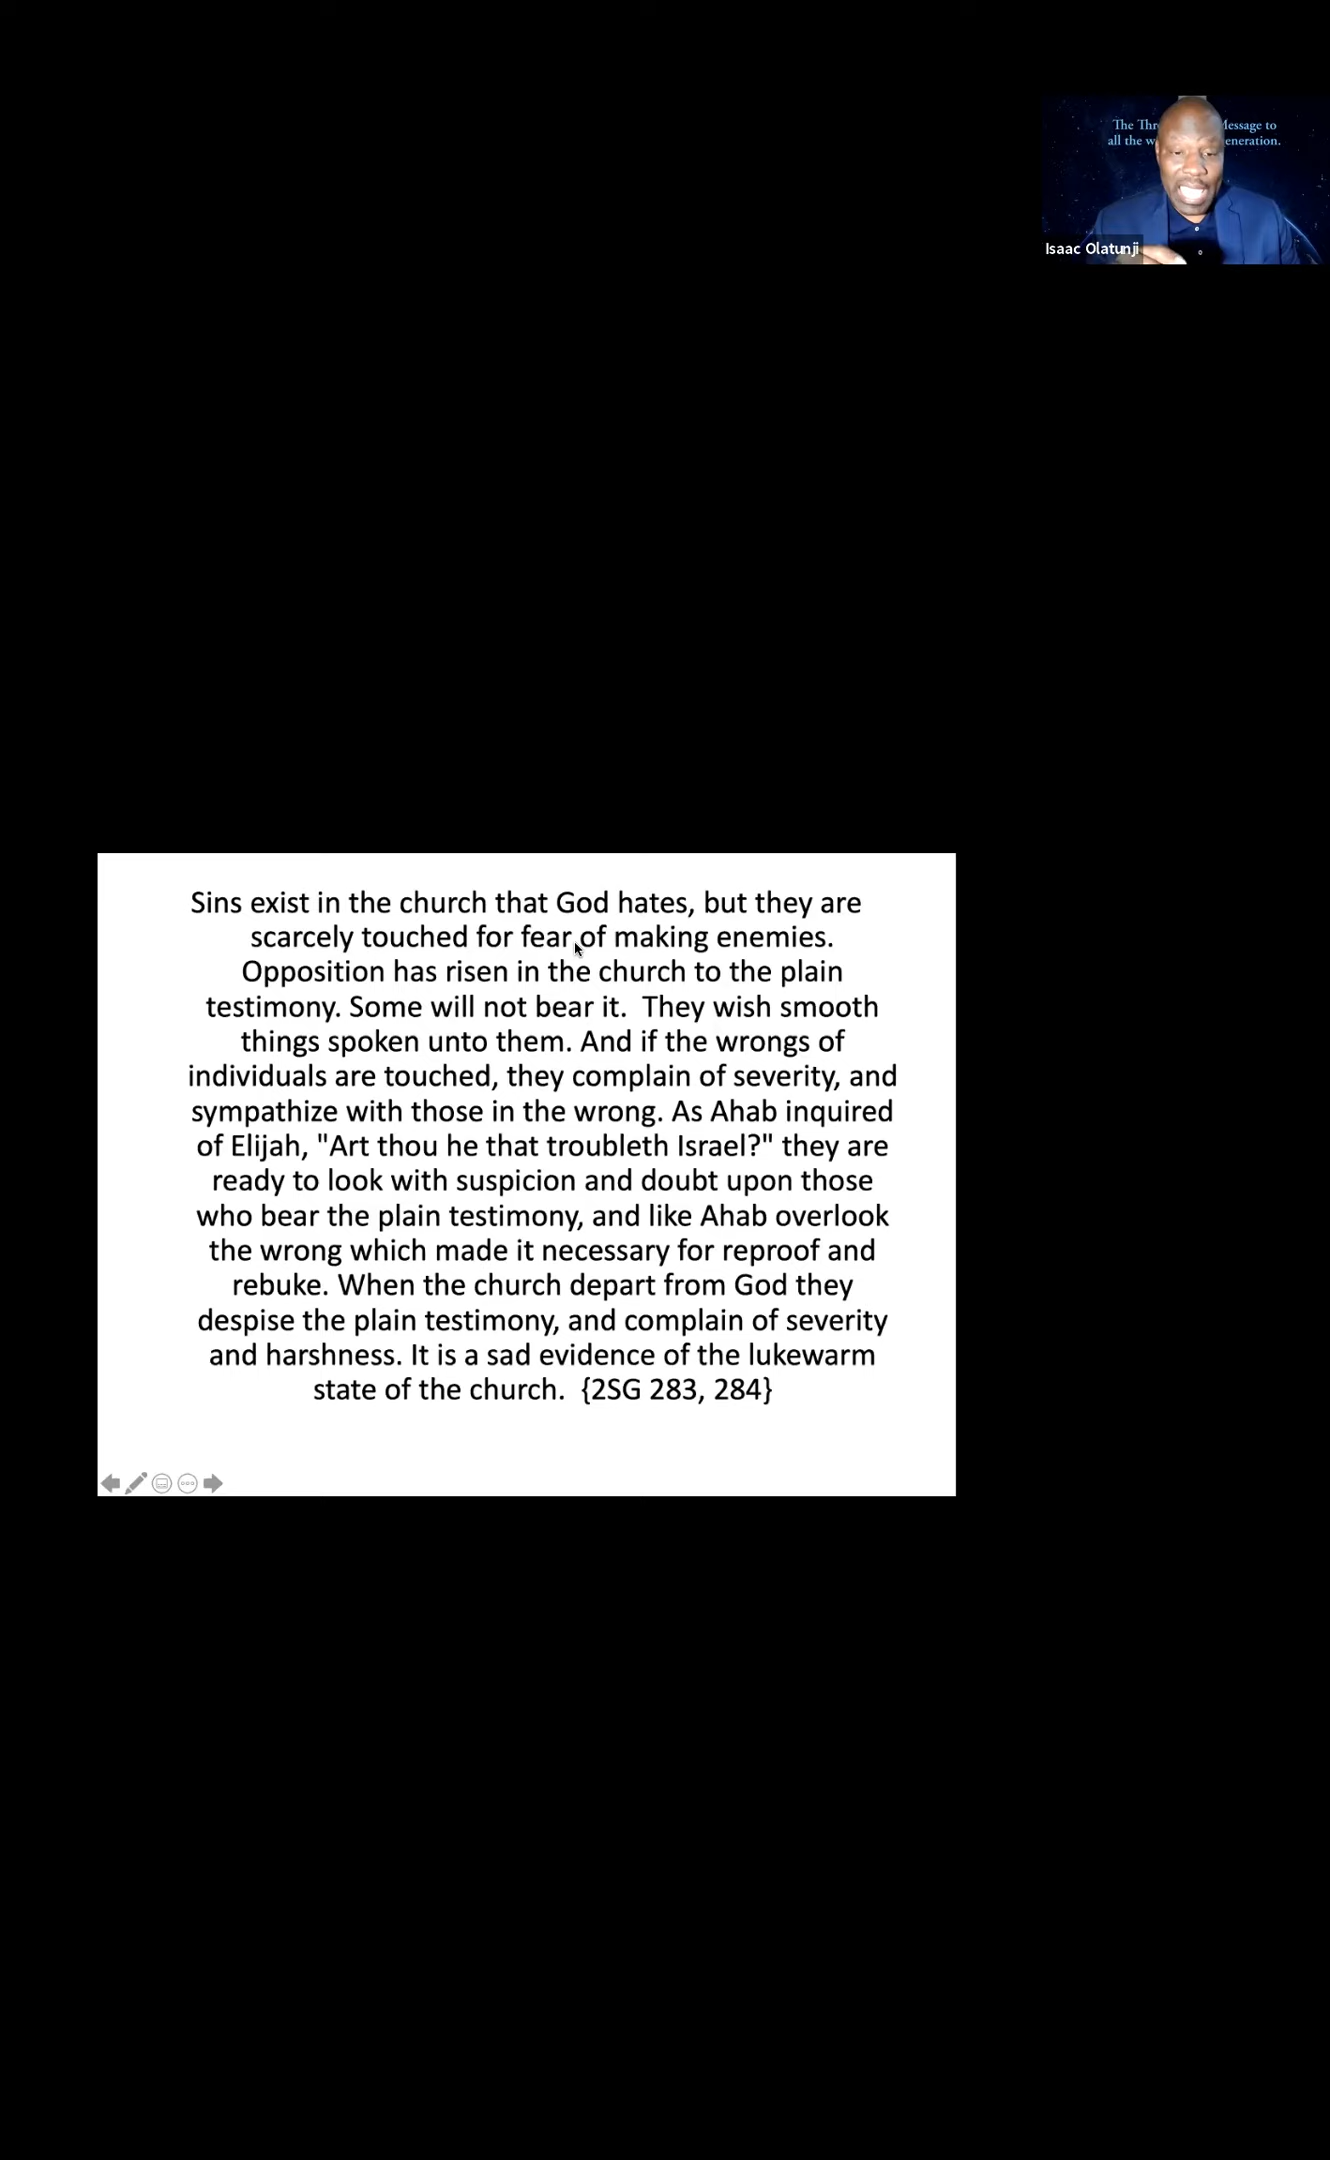 The Thr essage to
all the w eneration.
Isaac Olatunji
Sins exist in the church that God hates, but they are
scarcely touched for fear of making enemies.
Opposition has risen in the church to the plain
testimony. Some will not bear it.  They wish smooth
things spoken unto them. And if the wrongs of
individuals are touched, they complain of severity, and
sympathize with those in the wrong. As Ahab inquired
of Elijah, "Art thou he that troubleth Israel?" they are
ready to look with suspicion and doubt upon those
who bear the plain testimony, and like Ahab overlook
the wrong which made it necessary for reproof and
rebuke. When the church depart from God they
despise the plain testimony, and complain of severity
and harshness. It is a sad evidence of the lukewarm
state of the church.  {2SG 283, 284}